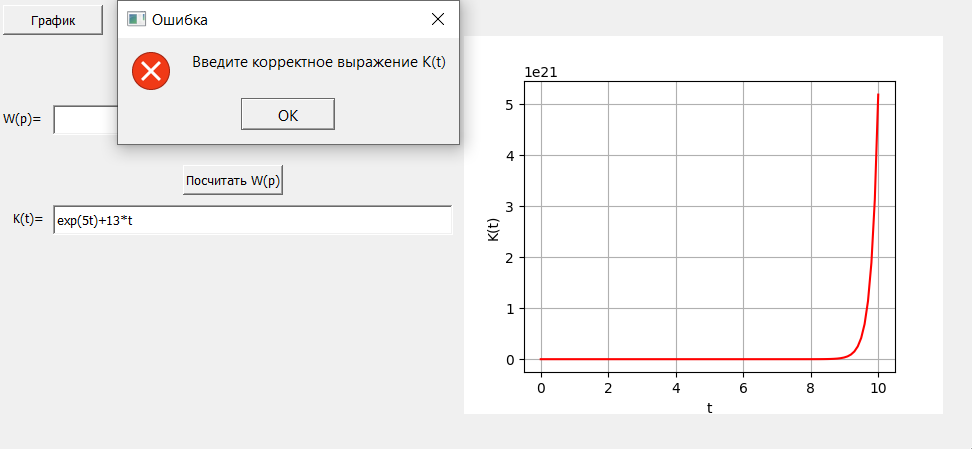 График
Ошибка
Введите корректное выражение K(t)
OK
W(p)=
Посчитать W(p)
K(t)=
exp(5t)+13*t
1e21
5
4
3
2
1
0
K(t)
0
2
4
6
8
10
t